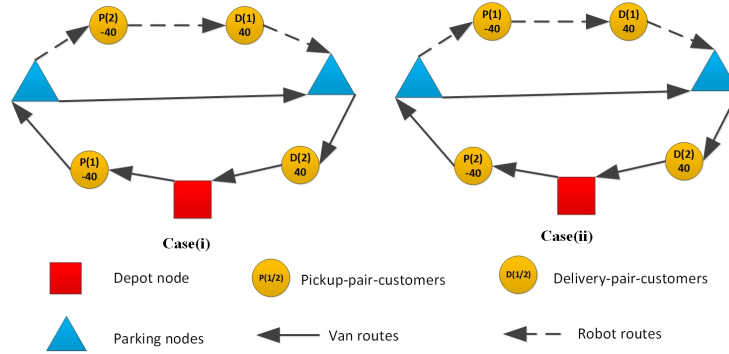 P(2)
-40
D(1)
40
P(1)
-40
D(2)
40
Case(i)
P(1)
-40
D(1)
40
P(2)
-40
D(2)
40
Case(ii)
Depot node
P(1/2)
Pickup-pair-customers
D(1/2)
Delivery-pair-customers
Parking nodes
Van routes
Robot routes